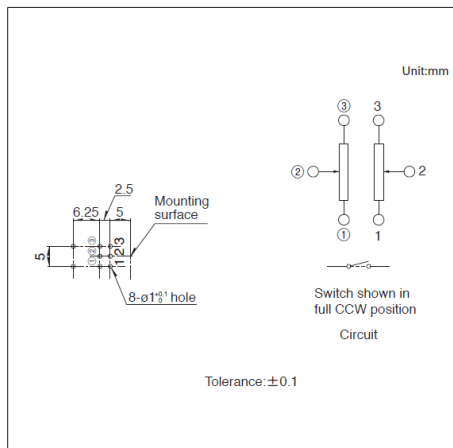 Unit:mm
③ 3
② 2
① 1
2.5
6.25 5
Mounting
surface
5
① ② ③
1 2 3
8-ø1 +0.1 0 hole
Switch shown in
full CCW position
Circuit
Tolerance:±0.1